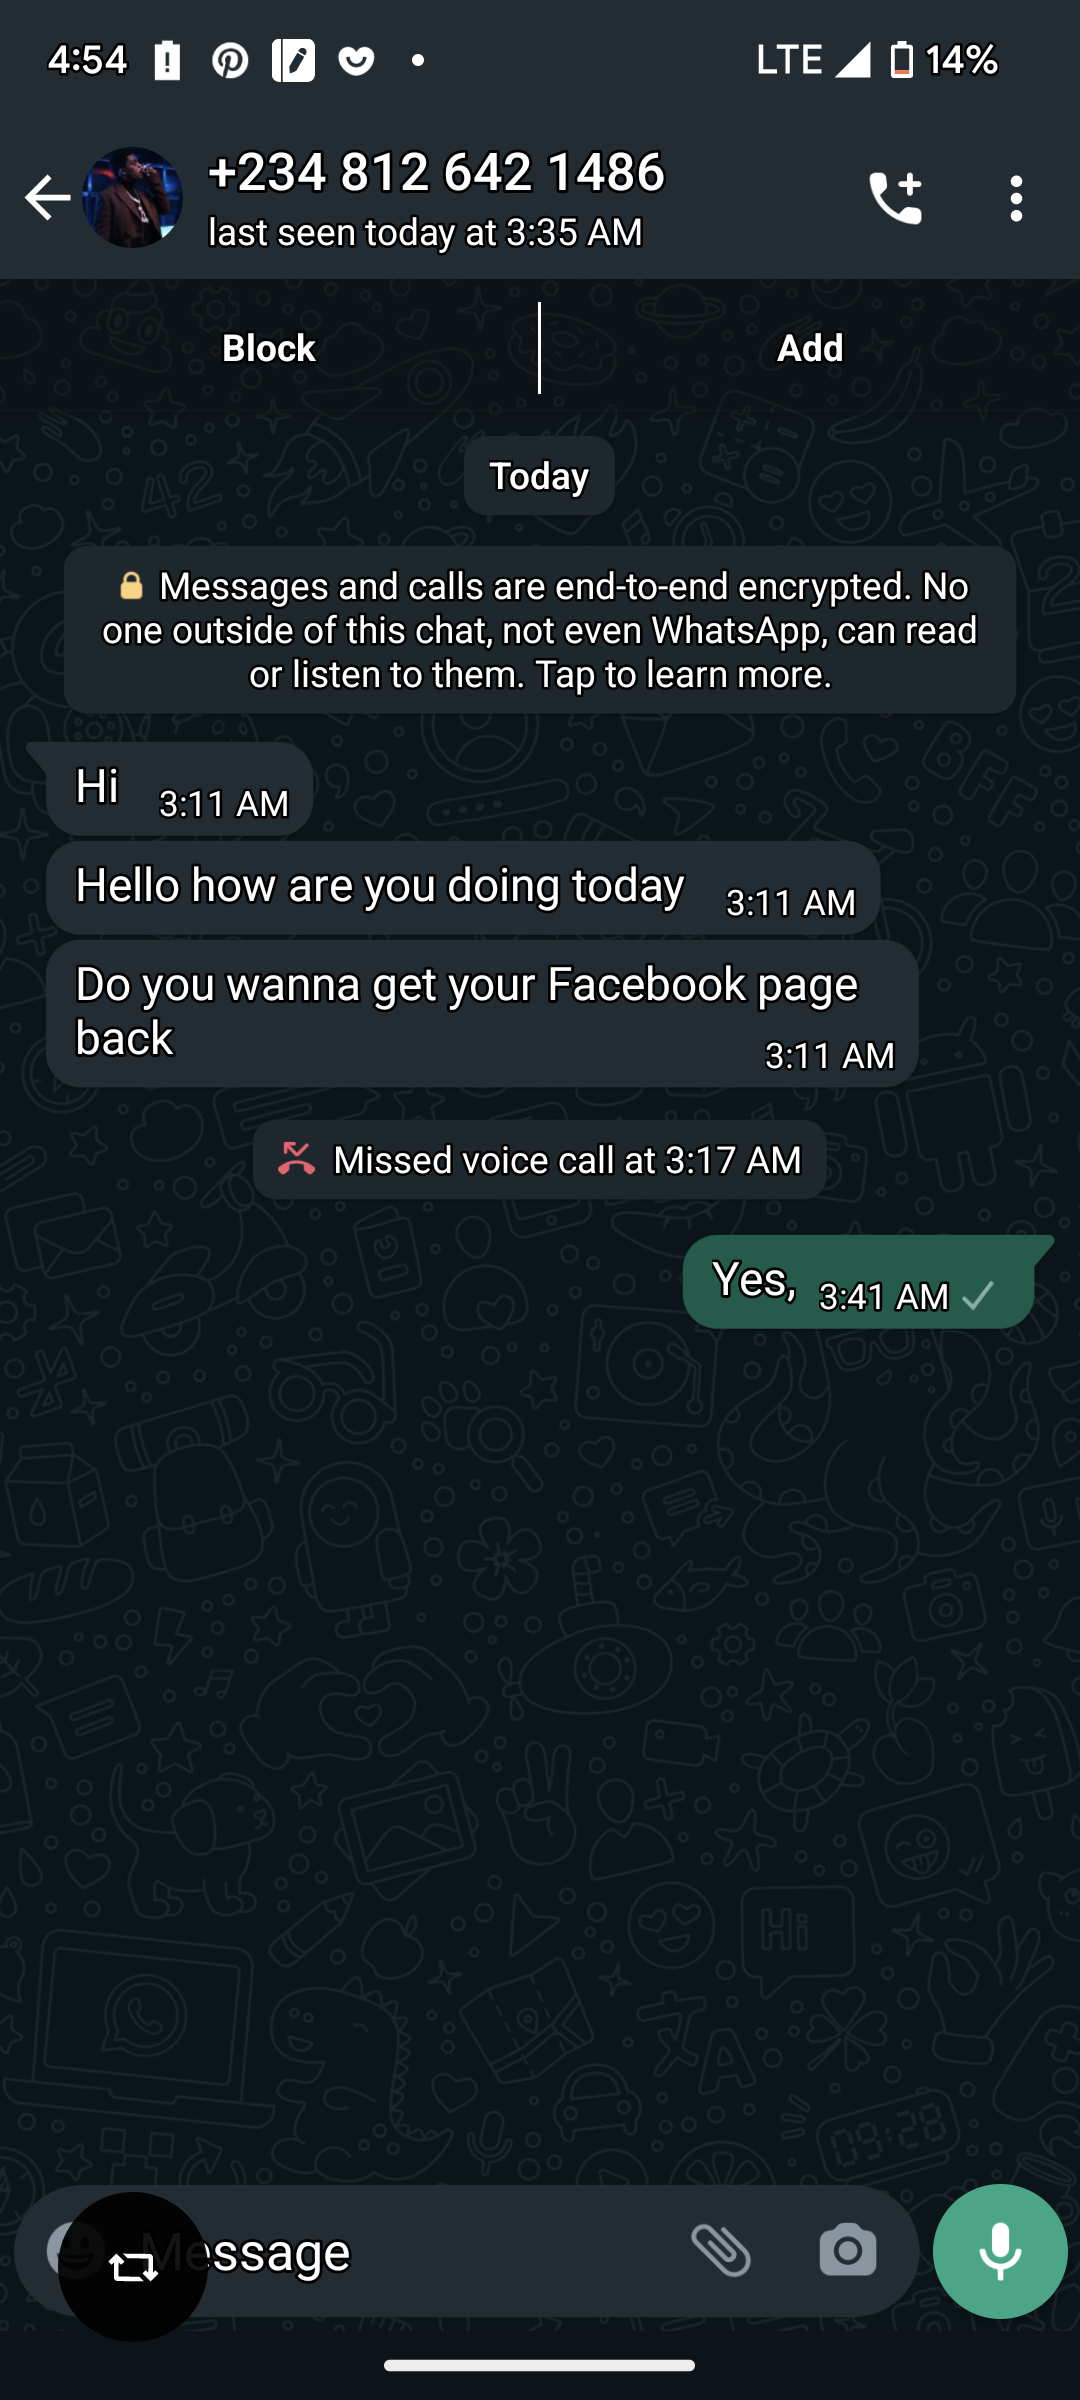 4:54
LTE 14%
+234 812 642 1486
last seen today at 3:35 AM
Block
Add
Today
Messages and calls are end-to-end encrypted. No
one outside of this chat, not even WhatsApp, can read
or listen to them. Tap to learn more.
Hi 3:11 AM
Hello how are you doing today 3:11 AM
Do you wanna get your Facebook page
back
3:11 AM
Missed voice call at 3:17 AM
Yes, 3:41 AM
Message